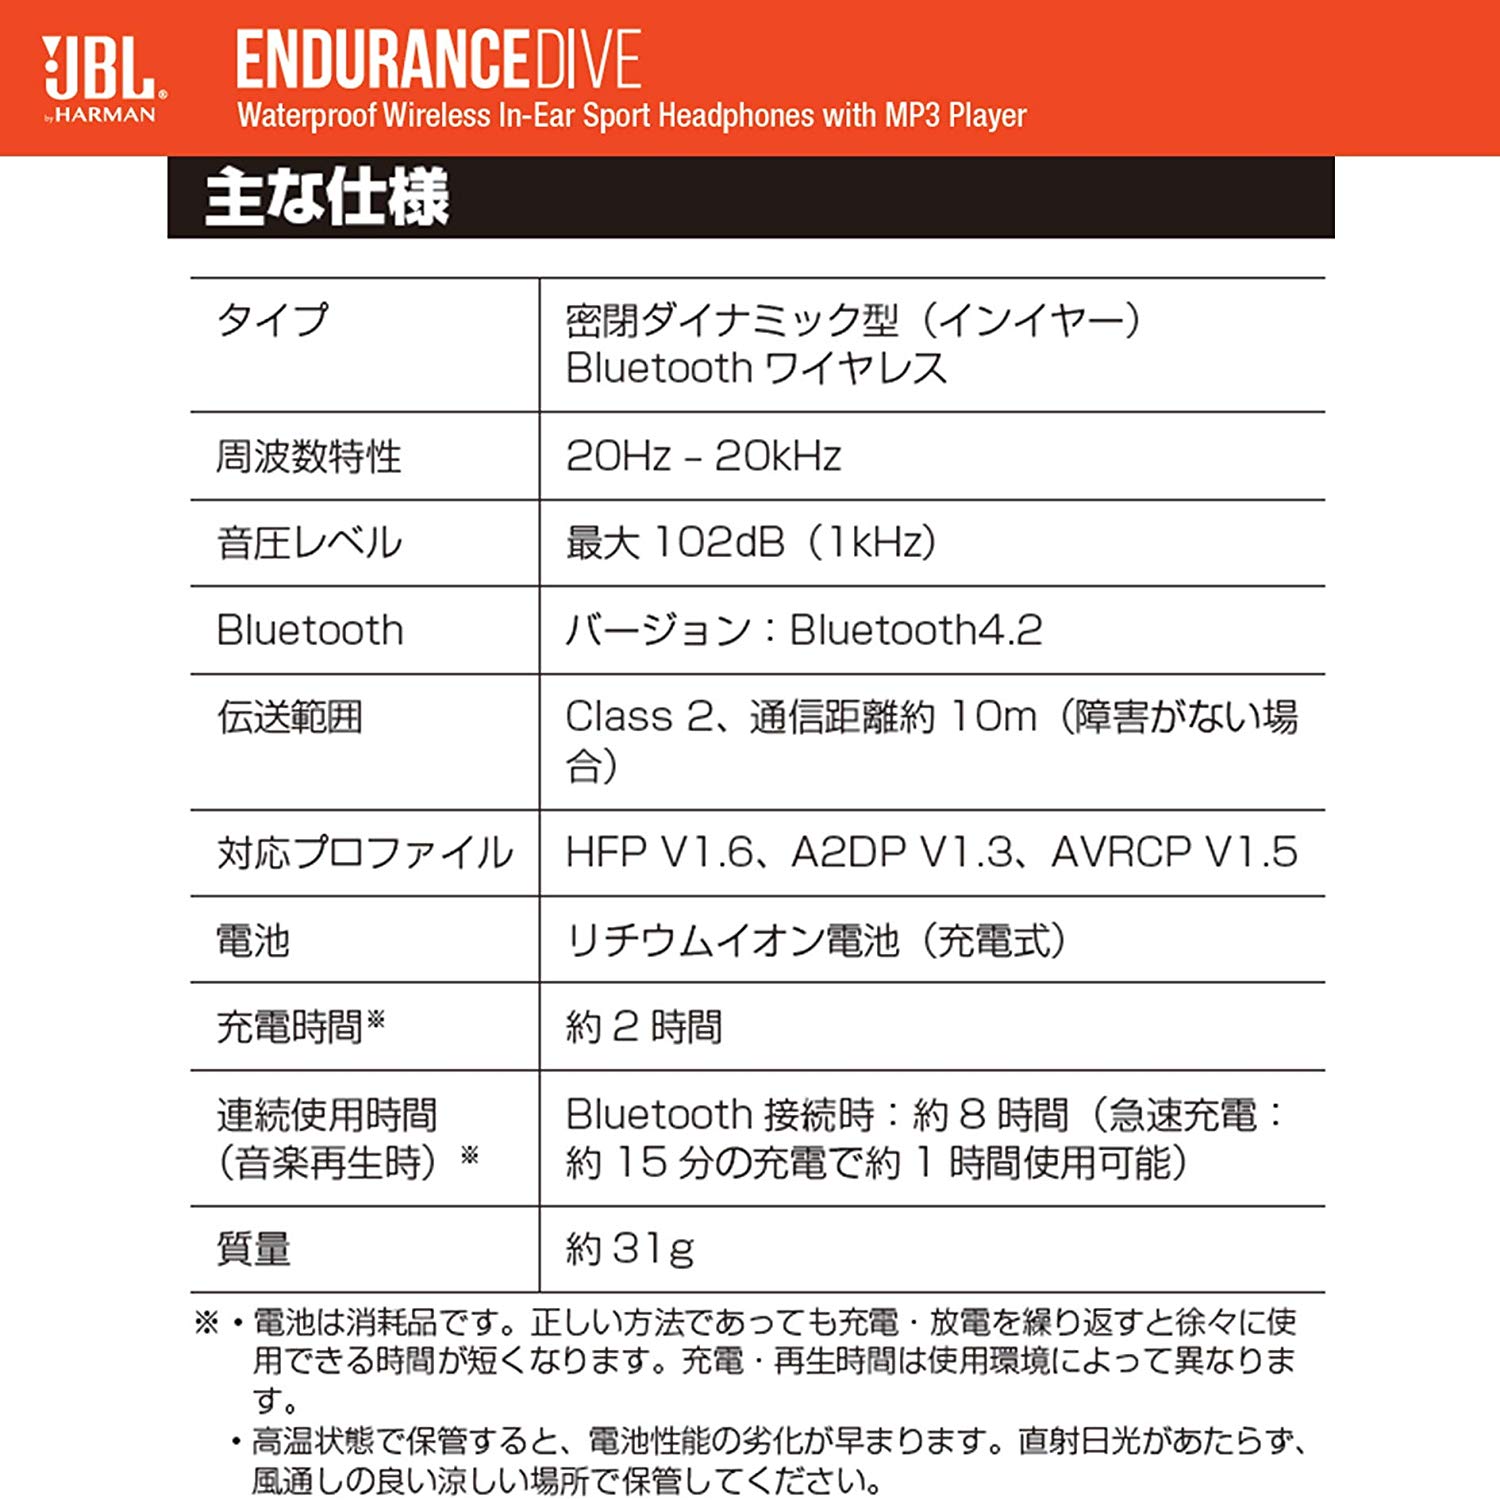 JBL®
by HARMAN
ENDURANCE DIVE
Waterproof Wireless In-Ear Sport Headphones with MP3 Player
主な仕様
タイプ
密閉ダイナミック型（インイヤー）
Bluetooth ワイヤレス
周波数特性
20Hz – 20kHz
音圧レベル
最大 102dB（1kHz）
Bluetooth
バージョン：Bluetooth4.2
伝送範囲
Class 2、通信距離約 10m（障害がない場
合）
対応プロファイル
HFP V1.6、A2DP V1.3、AVRCP V1.5
電池
リチウムイオン電池（充電式）
充電時間※
約 2 時間
連続使用時間
（音楽再生時）※
Bluetooth 接続時：約 8 時間（急速充電：
約 15 分の充電で約 1 時間使用可能）
質量
約 31g
※・電池は消耗品です。正しい方法であっても充電・放電を繰り返すと徐々に使
用できる時間が短くなります。充電・再生時間は使用環境によって異なりま
す。
・高温状態で保管すると、電池性能の劣化が早まります。直射日光があたらず、
風通しの良い涼しい場所で保管してください。